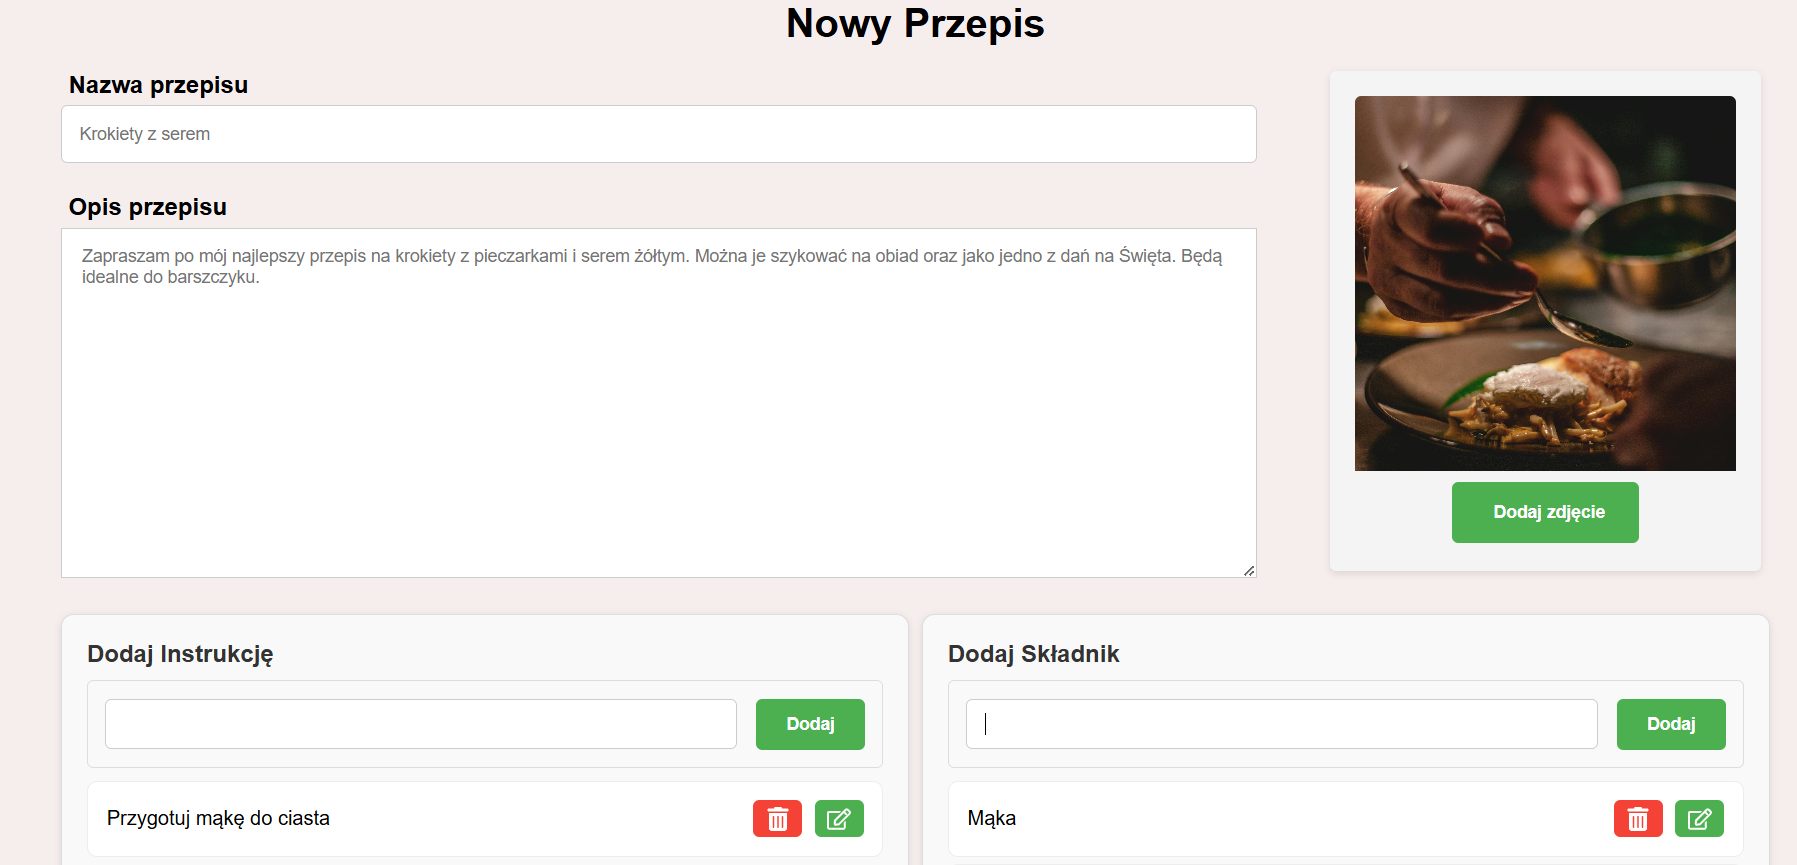 Nowy Przepis
Nazwa przepisu
Krokiety z serem
Opis przepisu
Zapraszam po mój najlepszy przepis na krokiety z pieczarkami i serem żółtym. Można je szykować na obiad oraz jako jedno z dań na Święta. Będą
idealne do barszczyku.
Dodaj zdjęcie
Dodaj Instrukcję
Dodaj
Przygotuj mąkę do ciasta
Dodaj Składnik
Dodaj
Mąka